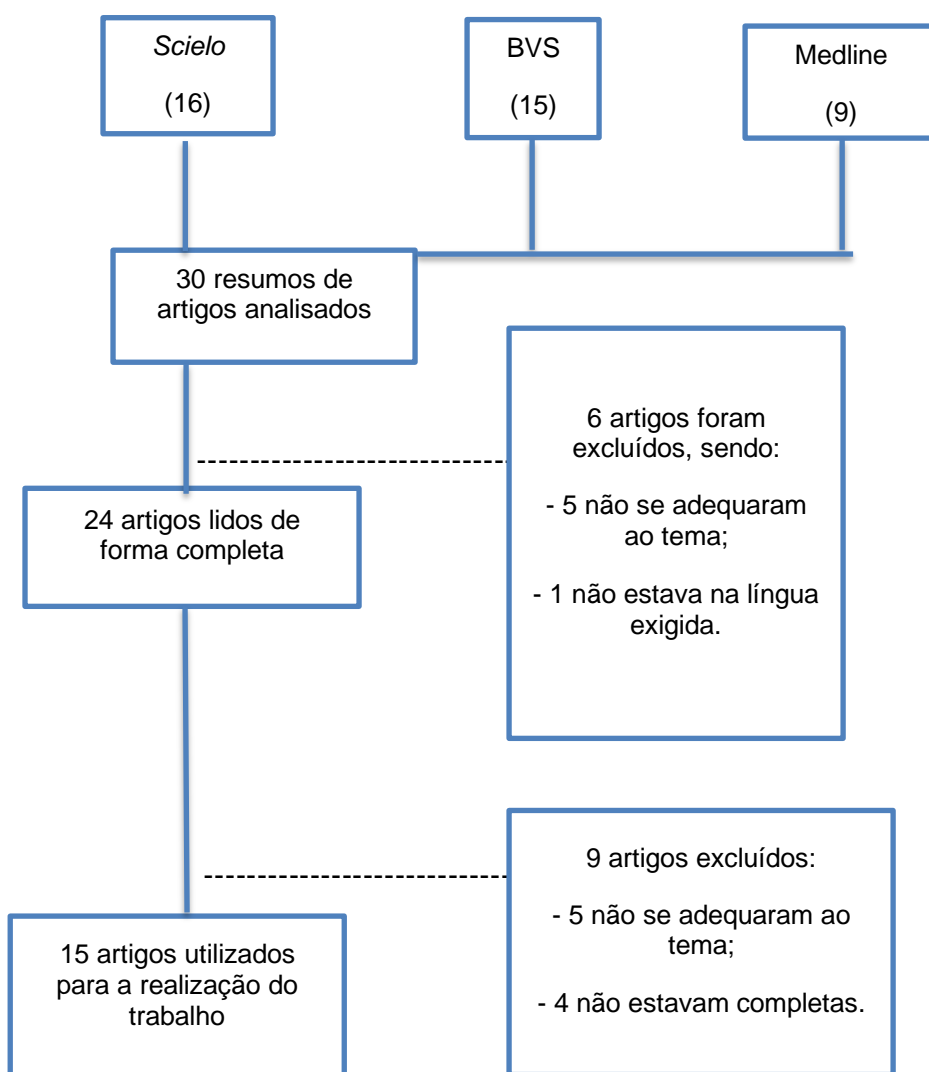 Scielo
(16)
BVS
(15)
Medline
(9)
30 resumos de
artigos analisados
6 artigos foram
excluídos, sendo:
- 5 não se adequaram
ao tema;
- 1 não estava na língua
exigida.
24 artigos lidos de
forma completa
9 artigos excluídos:
- 5 não se adequaram ao
tema;
- 4 não estavam completas.
15 artigos utilizados
para a realização do
trabalho